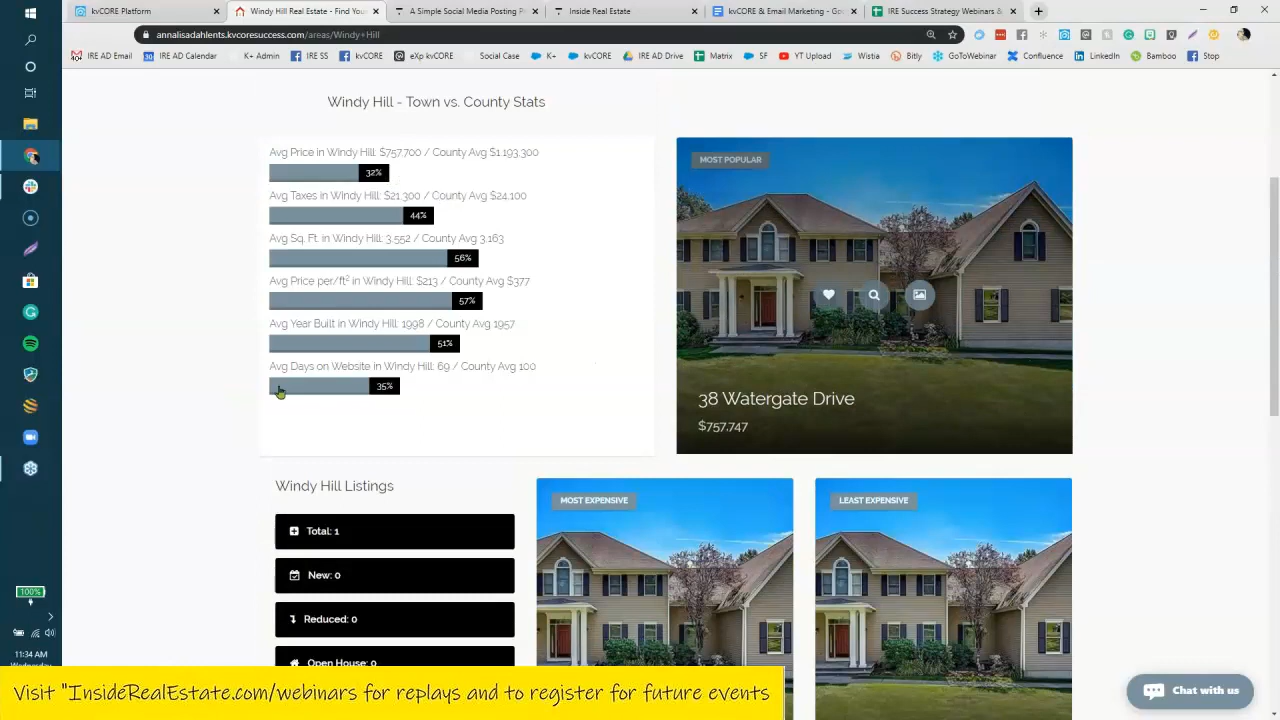 kvCORE Platform
Windy Hill - Find Your
A Simple Social Media Posting P
Inside Real Estate
kvCORE & Email Marketing - Go
IRE Success Strategy Webinars &
annalisadahlents.kvcoresuccess.com/areas/Windy+Hill
IRE AD Email
IRE AD Calendar
K+ Admin
IRE SS
kvCORE
eXp kvCORE
Social Case
K+
kvCORE
IRE AD Drive
Matrix
SF
YT Upload
Wistia
Bitly
GoToWebinar
Confluence
LinkedIn
Bamboo
Stop
Windy Hill - Town vs. County Stats
Avg Price in Windy Hill: $757,700 / County Avg $1,193,300
32%
Avg Taxes in Windy Hill: $21,300 / County Avg $24,100
44%
Avg Sq. Ft. in Windy Hill: 3,552 / County Avg 3,163
56%
Avg Price per/ft² in Windy Hill: $213 / County Avg $377
57%
Avg Year Built in Windy Hill: 1998 / County Avg 1957
51%
Avg Days on Website in Windy Hill: 69 / County Avg 100
35%
MOST POPULAR
38 Watergate Drive
$757,747
Windy Hill Listings
Total: 1
New: 0
Reduced: 0
Open House: 0
MOST EXPENSIVE
LEAST EXPENSIVE
100%
11:34 AM
Wednesday
Visit "InsideRealEstate.com/webinars for replays and to register for future events
Chat with us